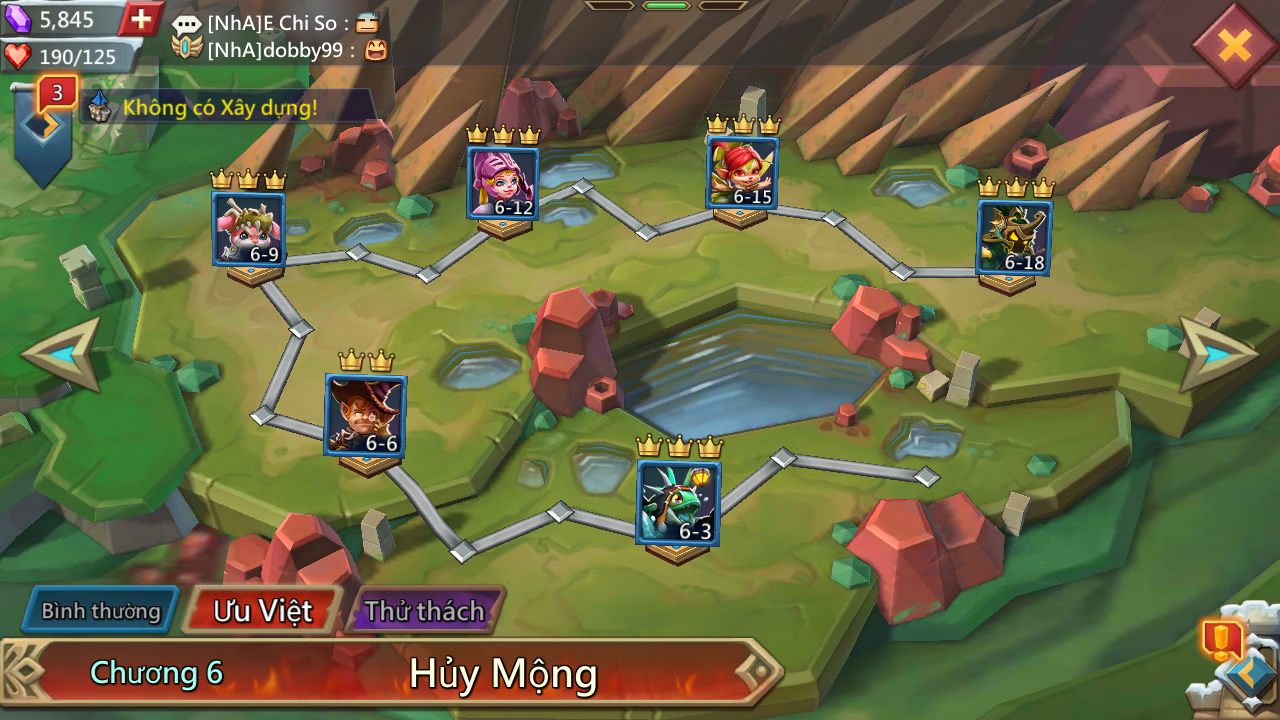 5,845
[NhA]E Chi So :
190/125
[NhA]dobby99 :
3
Không có Xây dựng!
6-12
6-15
6-9
6-18
6-6
6-3
Bình thường
Ưu Việt
Thử thách
Chương 6
Hủy Mộng